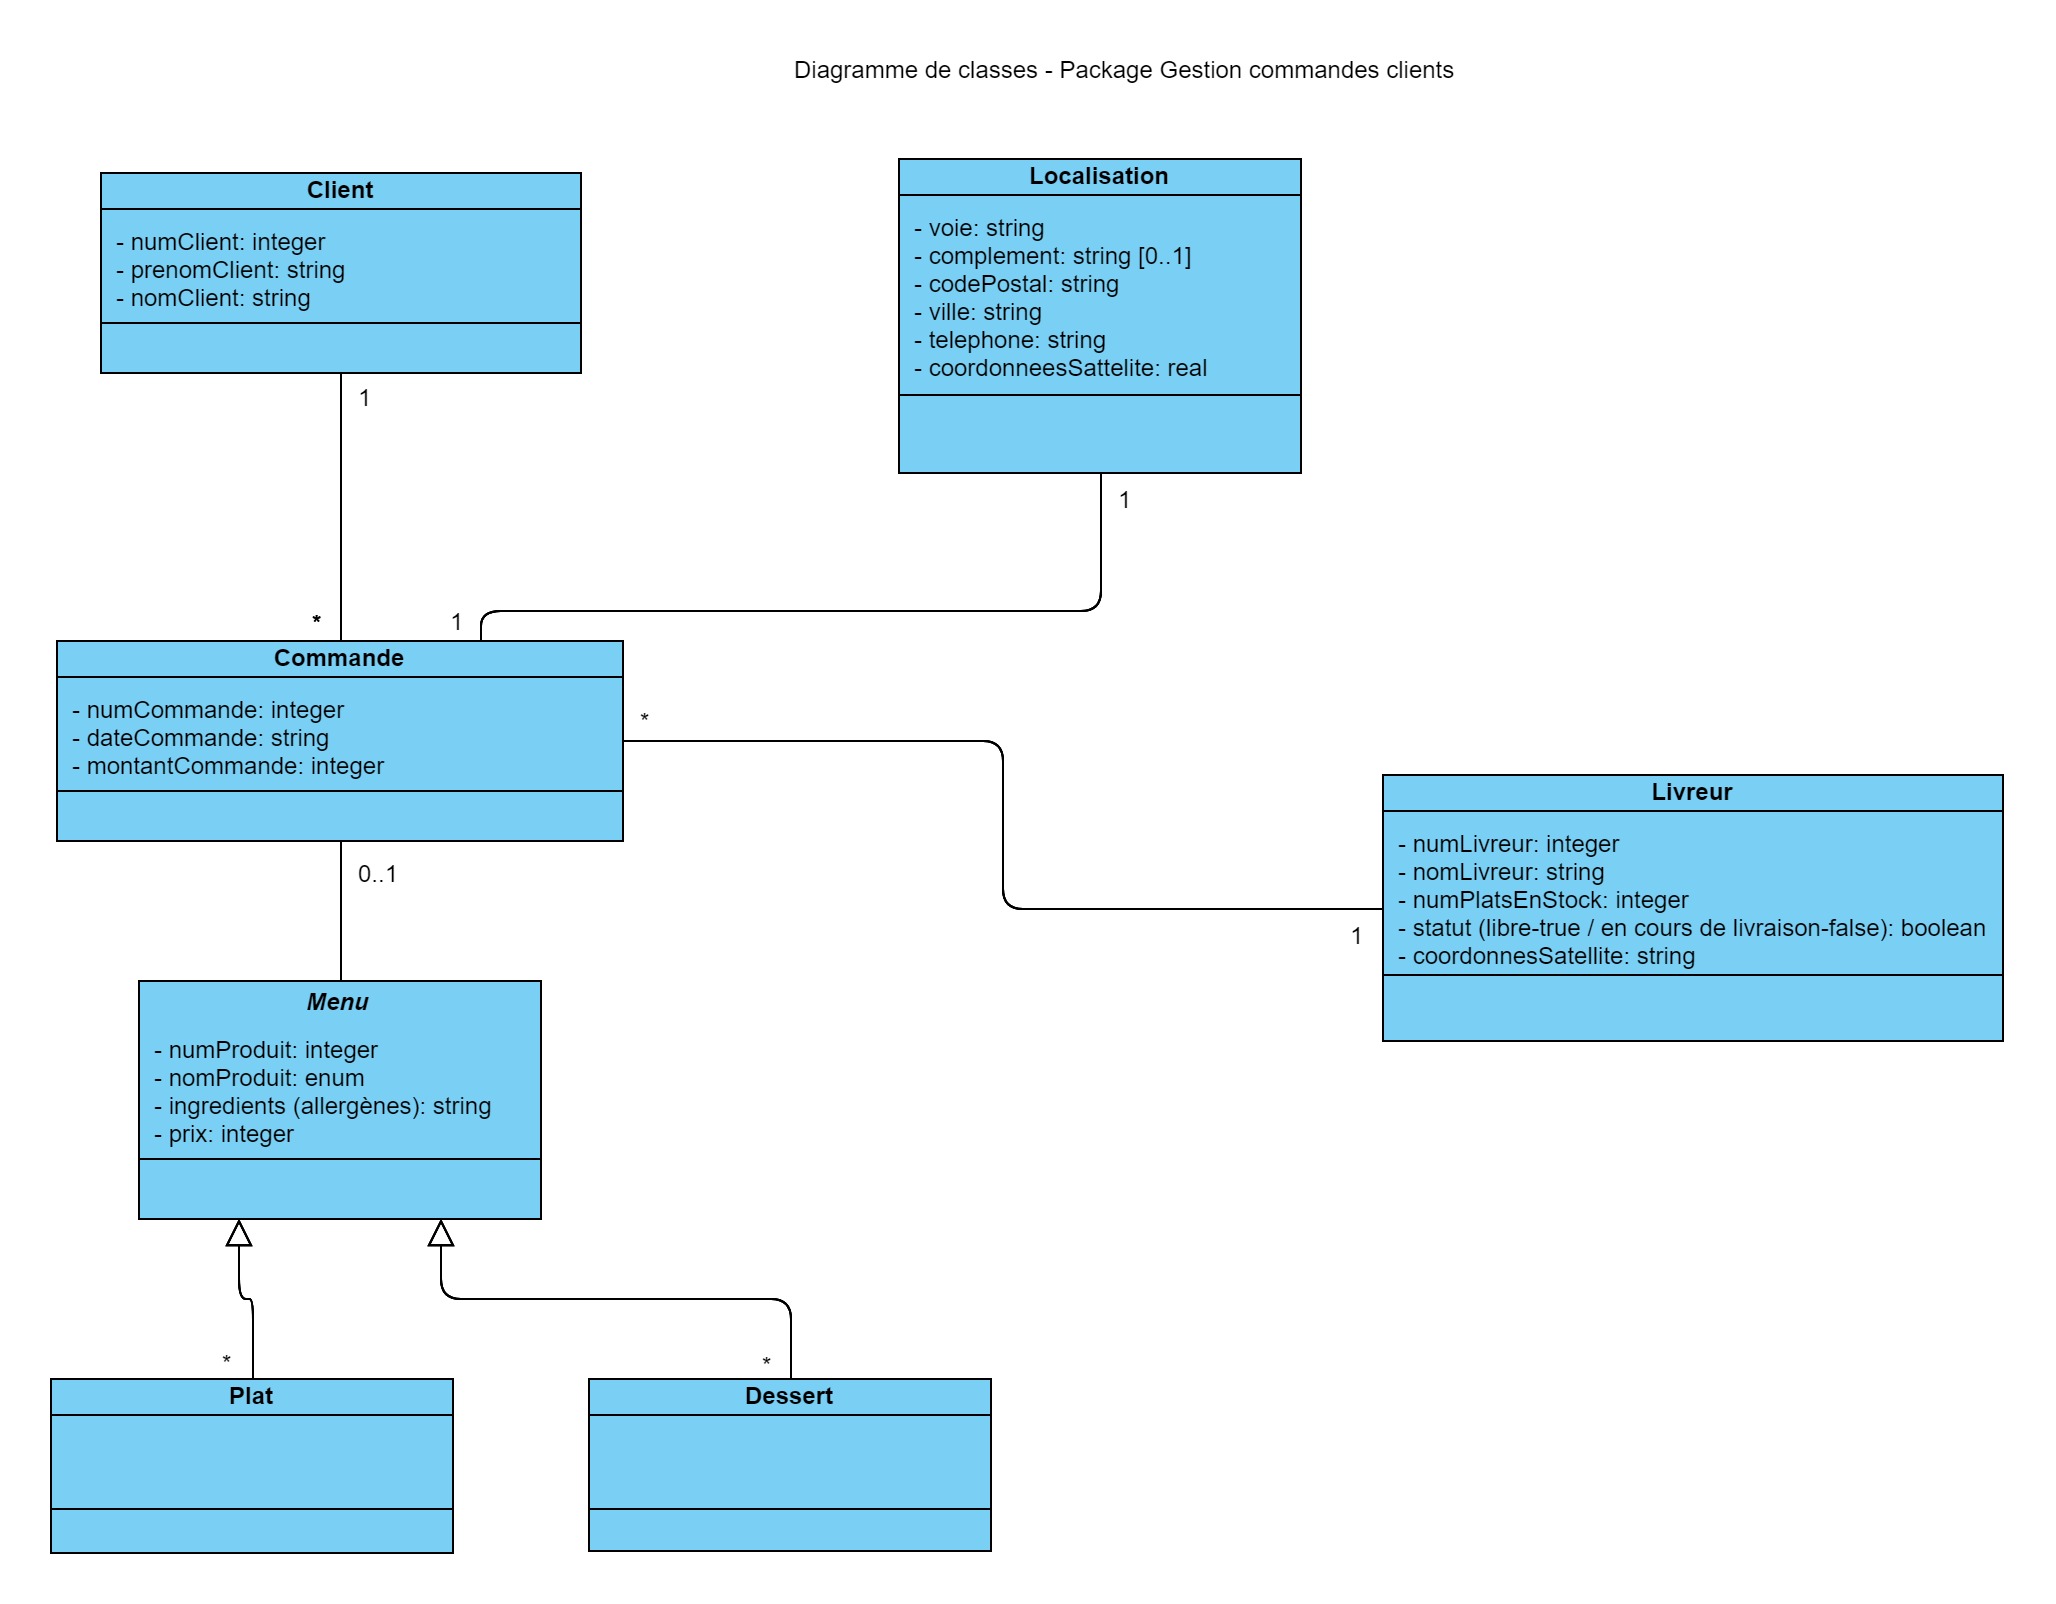 Diagramme de classes - Package Gestion commandes clients
Client
- numClient: integer
- prenomClient: string
- nomClient: string
1
Localisation
- voie: string
- complement: string [0..1]
- codePostal: string
- ville: string
- telephone: string
- coordonneesSattelite: real
1
*
1
Commande
- numCommande: integer
- dateCommande: string
- montantCommande: integer
*
0..1
Livreur
- numLivreur: integer
- nomLivreur: string
- numPlatsEnStock: integer
- statut (libre-true / en cours de livraison-false): boolean
- coordonnesSatellite: string
1
Menu
- numProduit: integer
- nomProduit: enum
- ingredients (allergènes): string
- prix: integer
*
*
Plat
Dessert